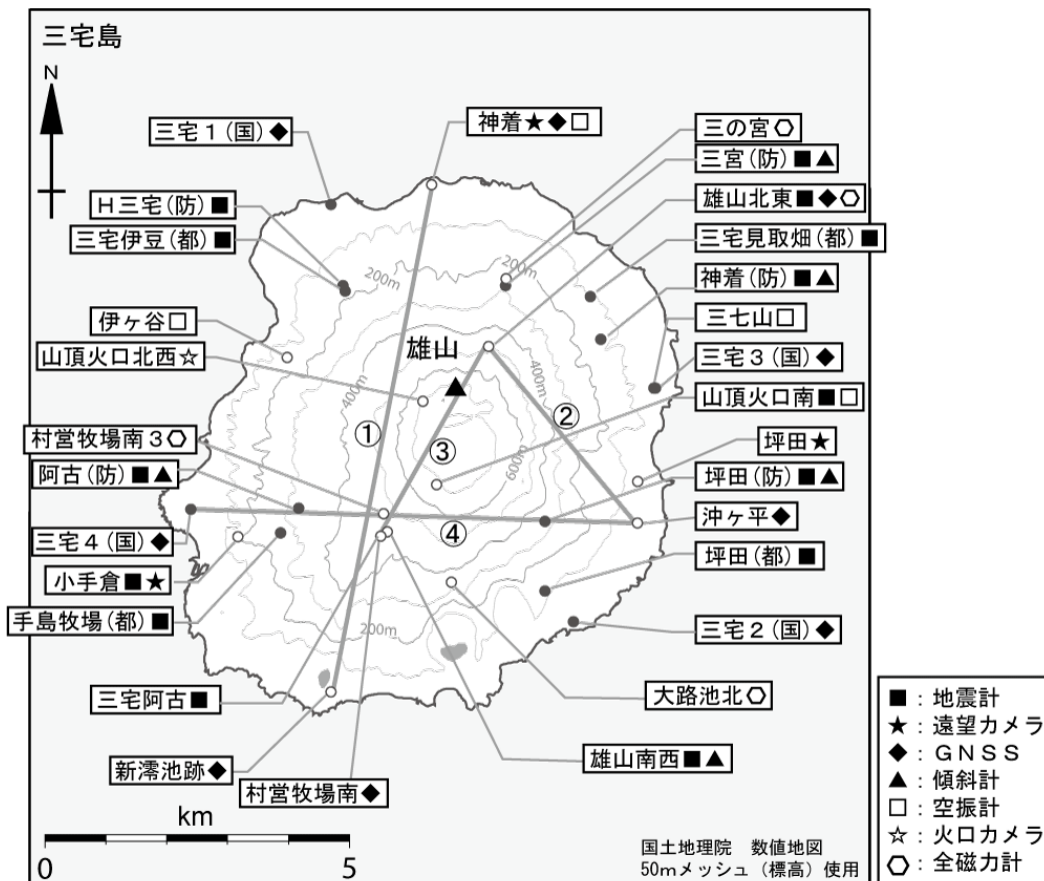 三宅島
N
神着★◆□
三宅1(国)◆
三の宮⬡
三宮(防)■▲
H三宅(防)■
雄山北東■◆⬡
三宅伊豆(都)■
三宅見取畑(都)■
200m
200m
神着(防)■▲
伊ヶ谷□
三七山□
雄山
山頂火口北西☆
三宅3(国)◆
400m
400m
山頂火口南■□
①
②
③
村営牧場南3⬡
坪田★
600m
阿古(防)■▲
坪田(防)■▲
沖ヶ平◆
④
三宅4(国)◆
坪田(都)■
小手倉■★
手島牧場(都)■
200m
三宅2(国)◆
三宅阿古■
大路池北⬡
新澪池跡◆
雄山南西■▲
村営牧場南◆
km
0
5
国土地理院 数値地図
50mメッシュ(標高)使用
■:地震計
★:遠望カメラ
◆:GNSS
▲:傾斜計
□:空振計
☆:火口カメラ
⬡:全磁力計